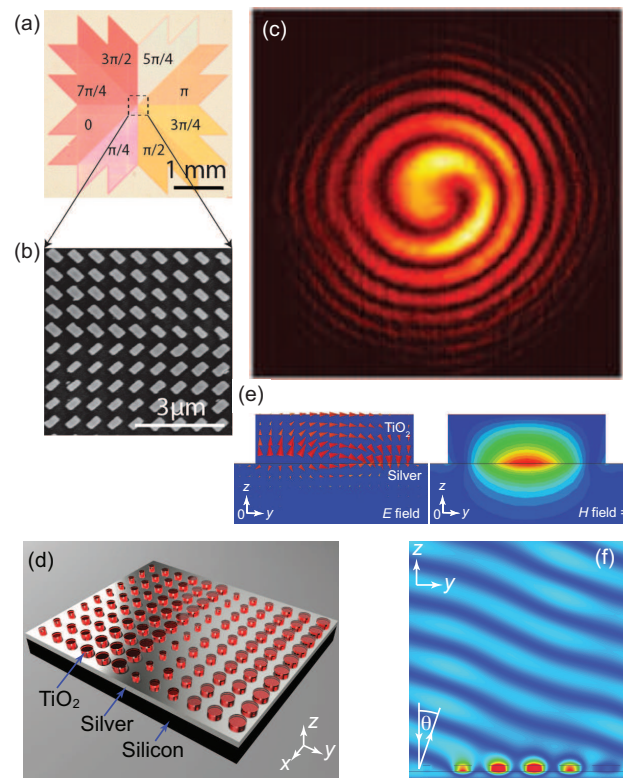 (a)
3π/2
5π/4
7π/4
π
0
3π/4
π/4
π/2
1 mm
(b)
3μm
(c)
(e)
TiO2
Silver
z
0
y
E field
z
0
y
H field =
(d)
TiO2
Silver
Silicon
z
x
y
(f)
z
y
θ